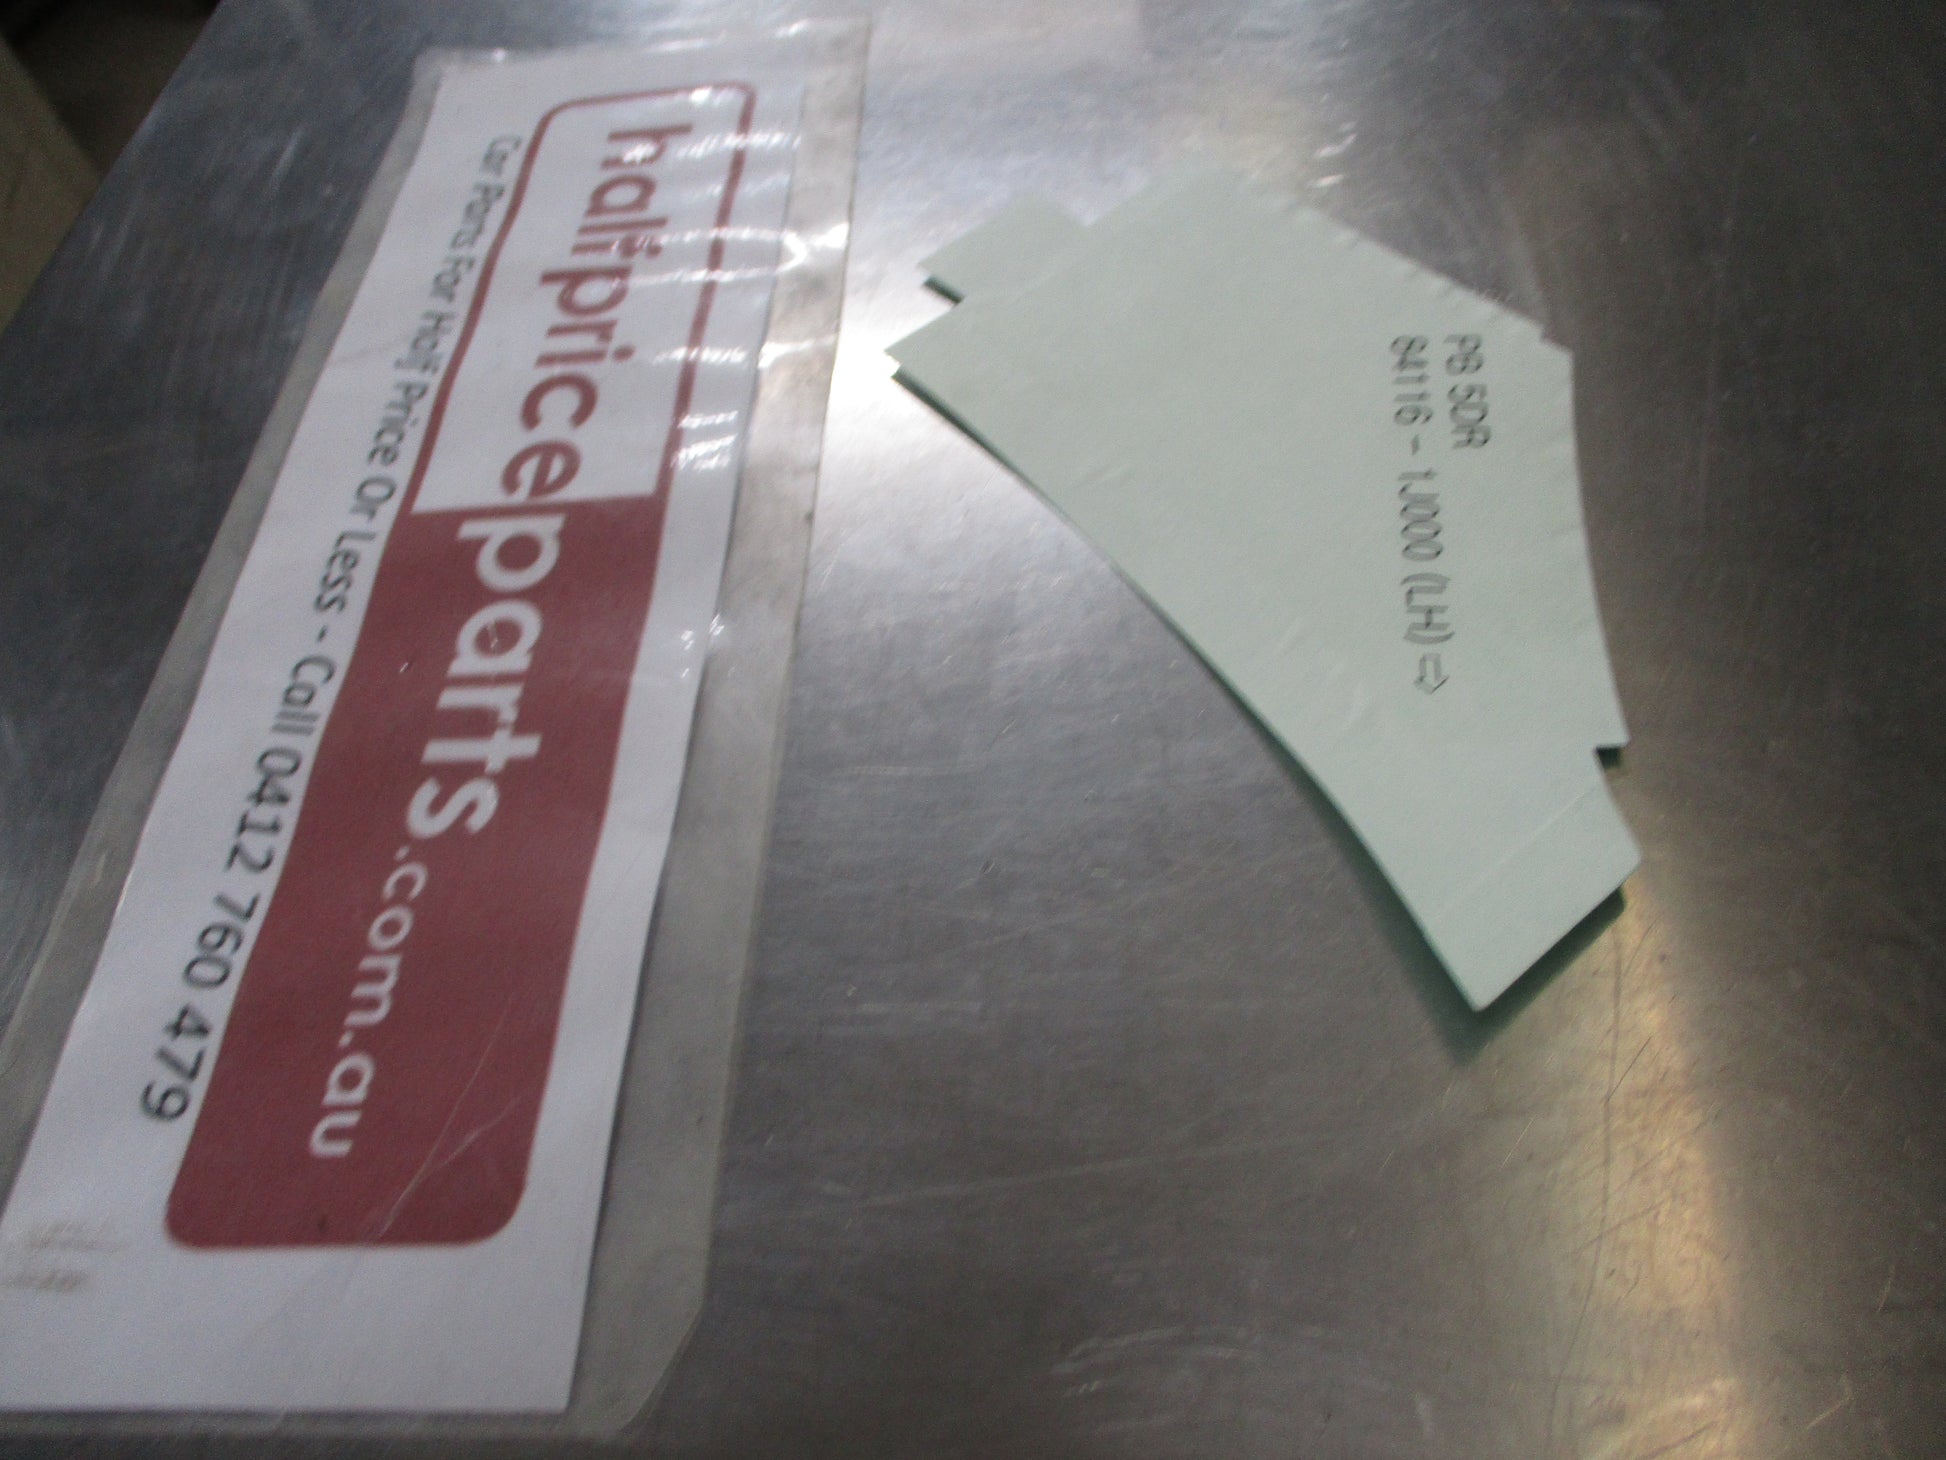 halfpriceparts.com.au
Car Parts For Half Price Or Less - Call 0412 760 479
PB 5DR
84116 - 1J000 (LH) ⇨